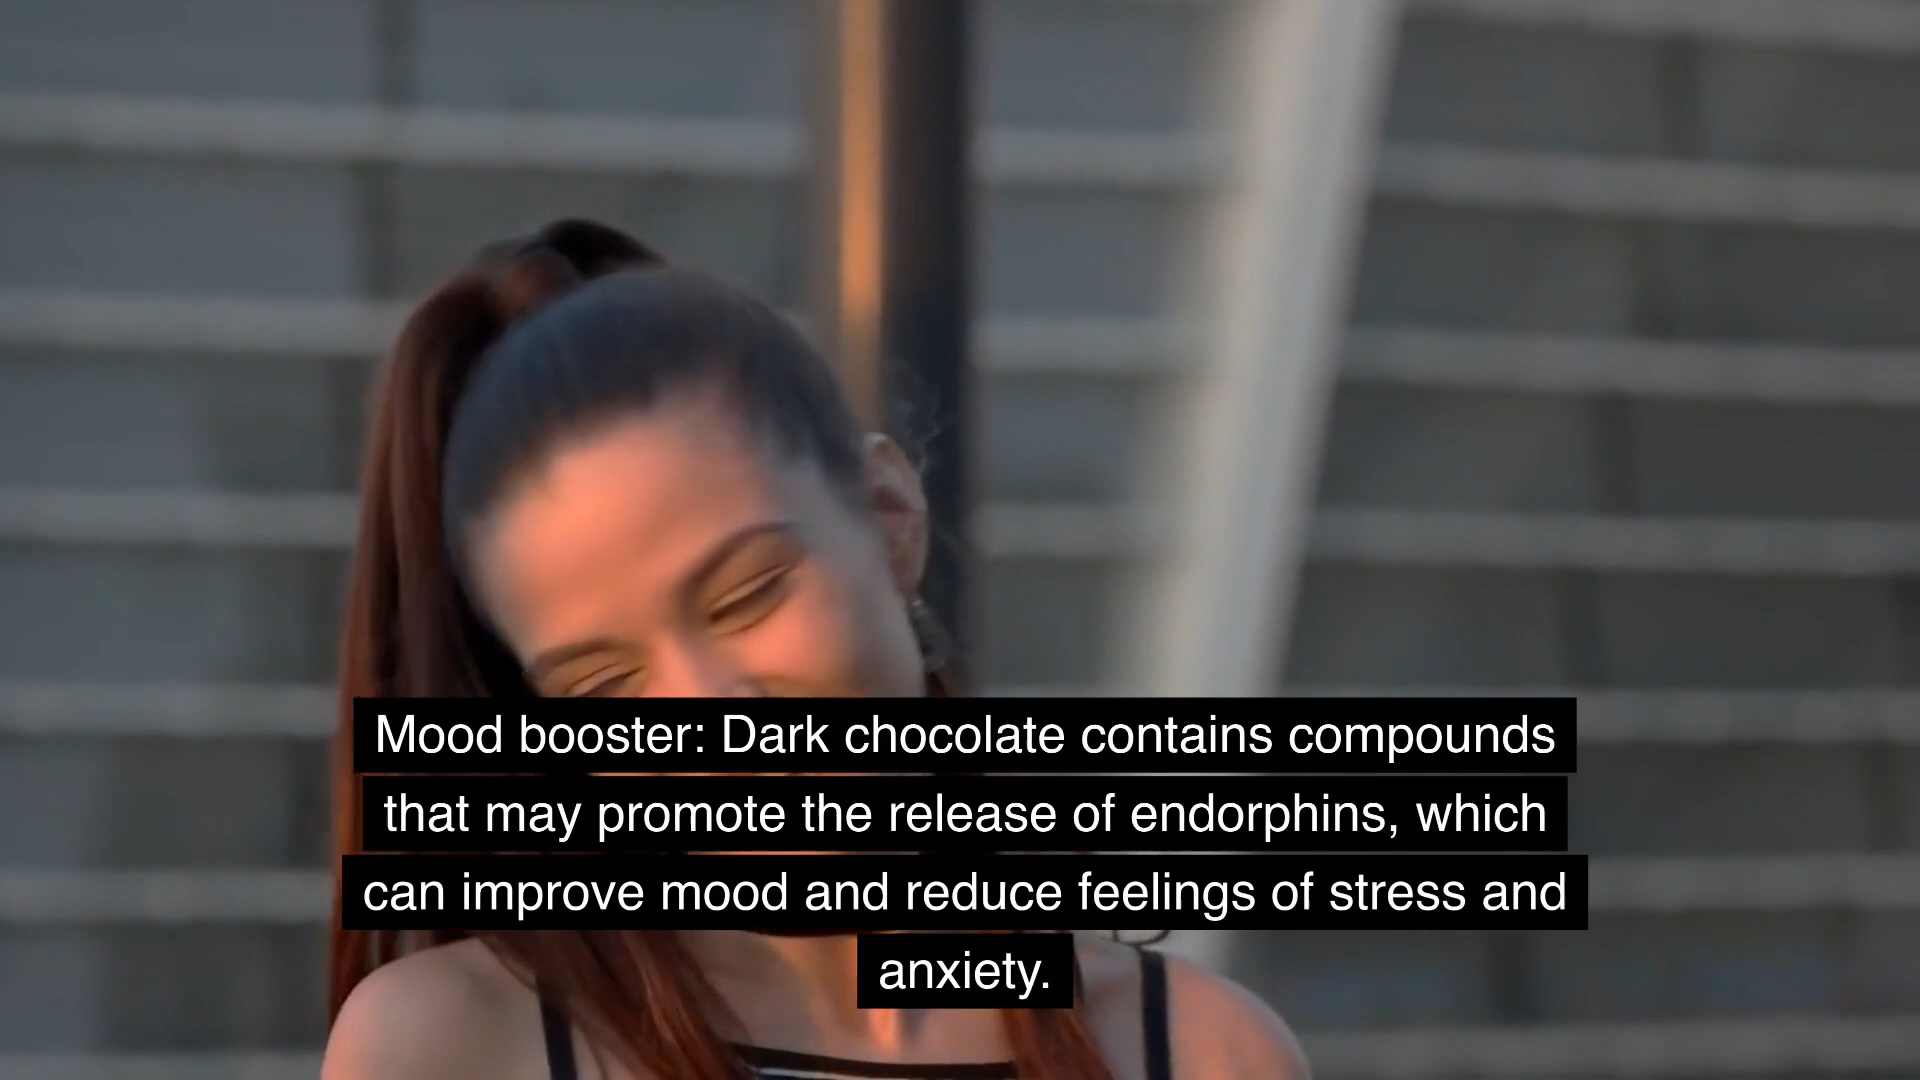 Mood booster: Dark chocolate contains compounds
that may promote the release of endorphins, which
can improve mood and reduce feelings of stress and
anxiety.